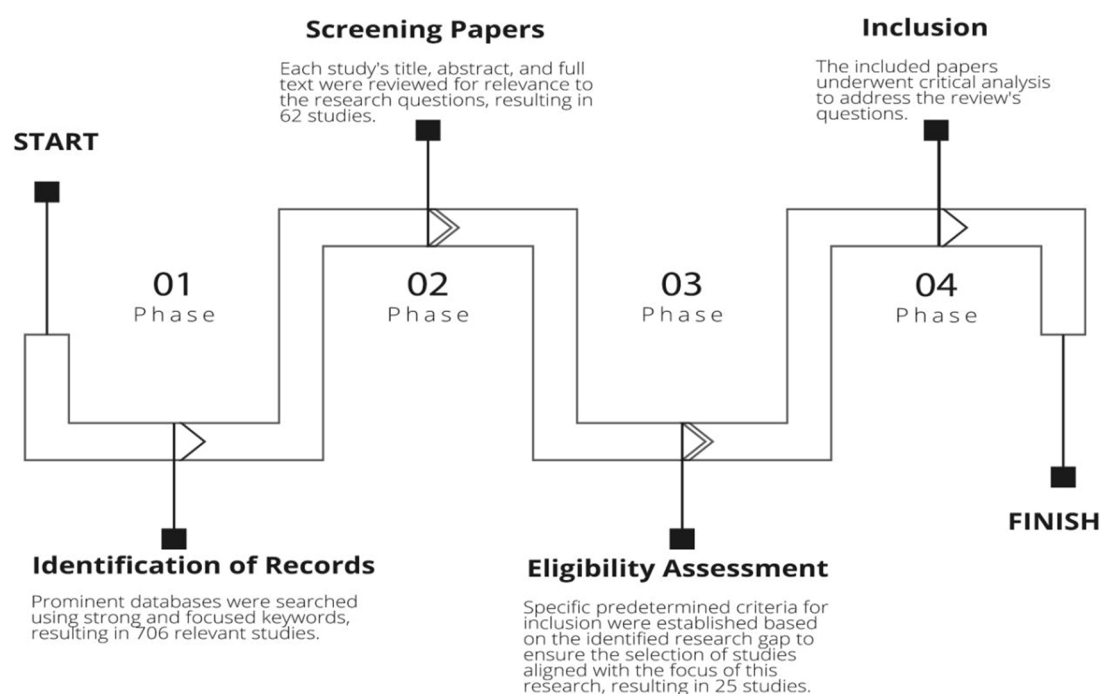 START
01
Phase
Identification of Records
Prominent databases were searched
using strong and focused keywords,
resulting in 706 relevant studies.
Screening Papers
Each study's title, abstract, and full
text were reviewed for relevance to
the research questions, resulting in
62 studies.
02
Phase
03
Phase
Eligibility Assessment
Specific predetermined criteria for
inclusion were established based
on the identified research gap to
ensure the selection of studies
aligned with the focus of this
research, resulting in 25 studies.
Inclusion
The included papers
underwent critical analysis
to address the review's
questions.
04
Phase
FINISH